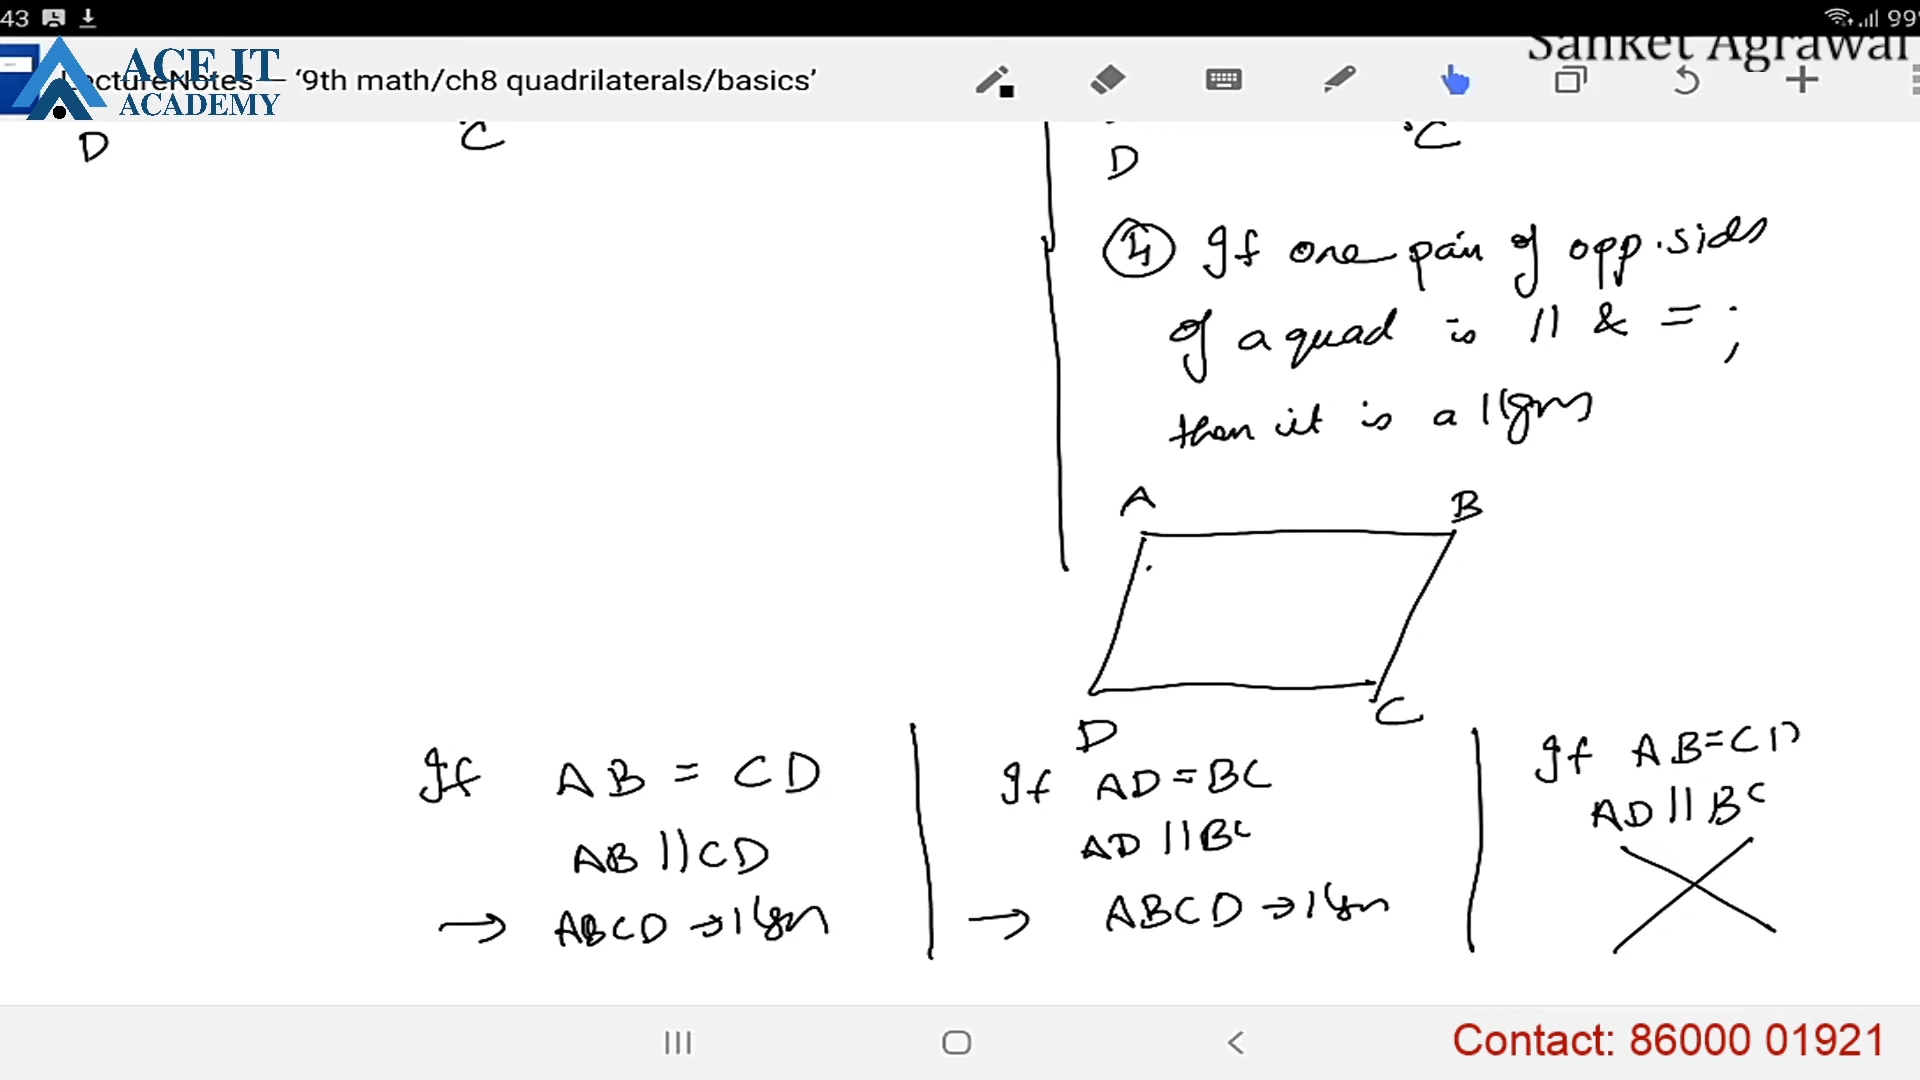 43
99%
Sanket Agrawal
ACE IT
ACADEMY
LectureNotes – ‘9th math/ch8 quadrilaterals/basics’
D C
D C
4 If one pair of opp. sides
of a quad is || & = ;
then it is a ||gm
A B
D C
If AB = CD
AB || CD
→ ABCD → ||gm
If AD = BC
AD || BC
→ ABCD → ||gm
If AB = CD
AD || BC
Contact: 86000 01921